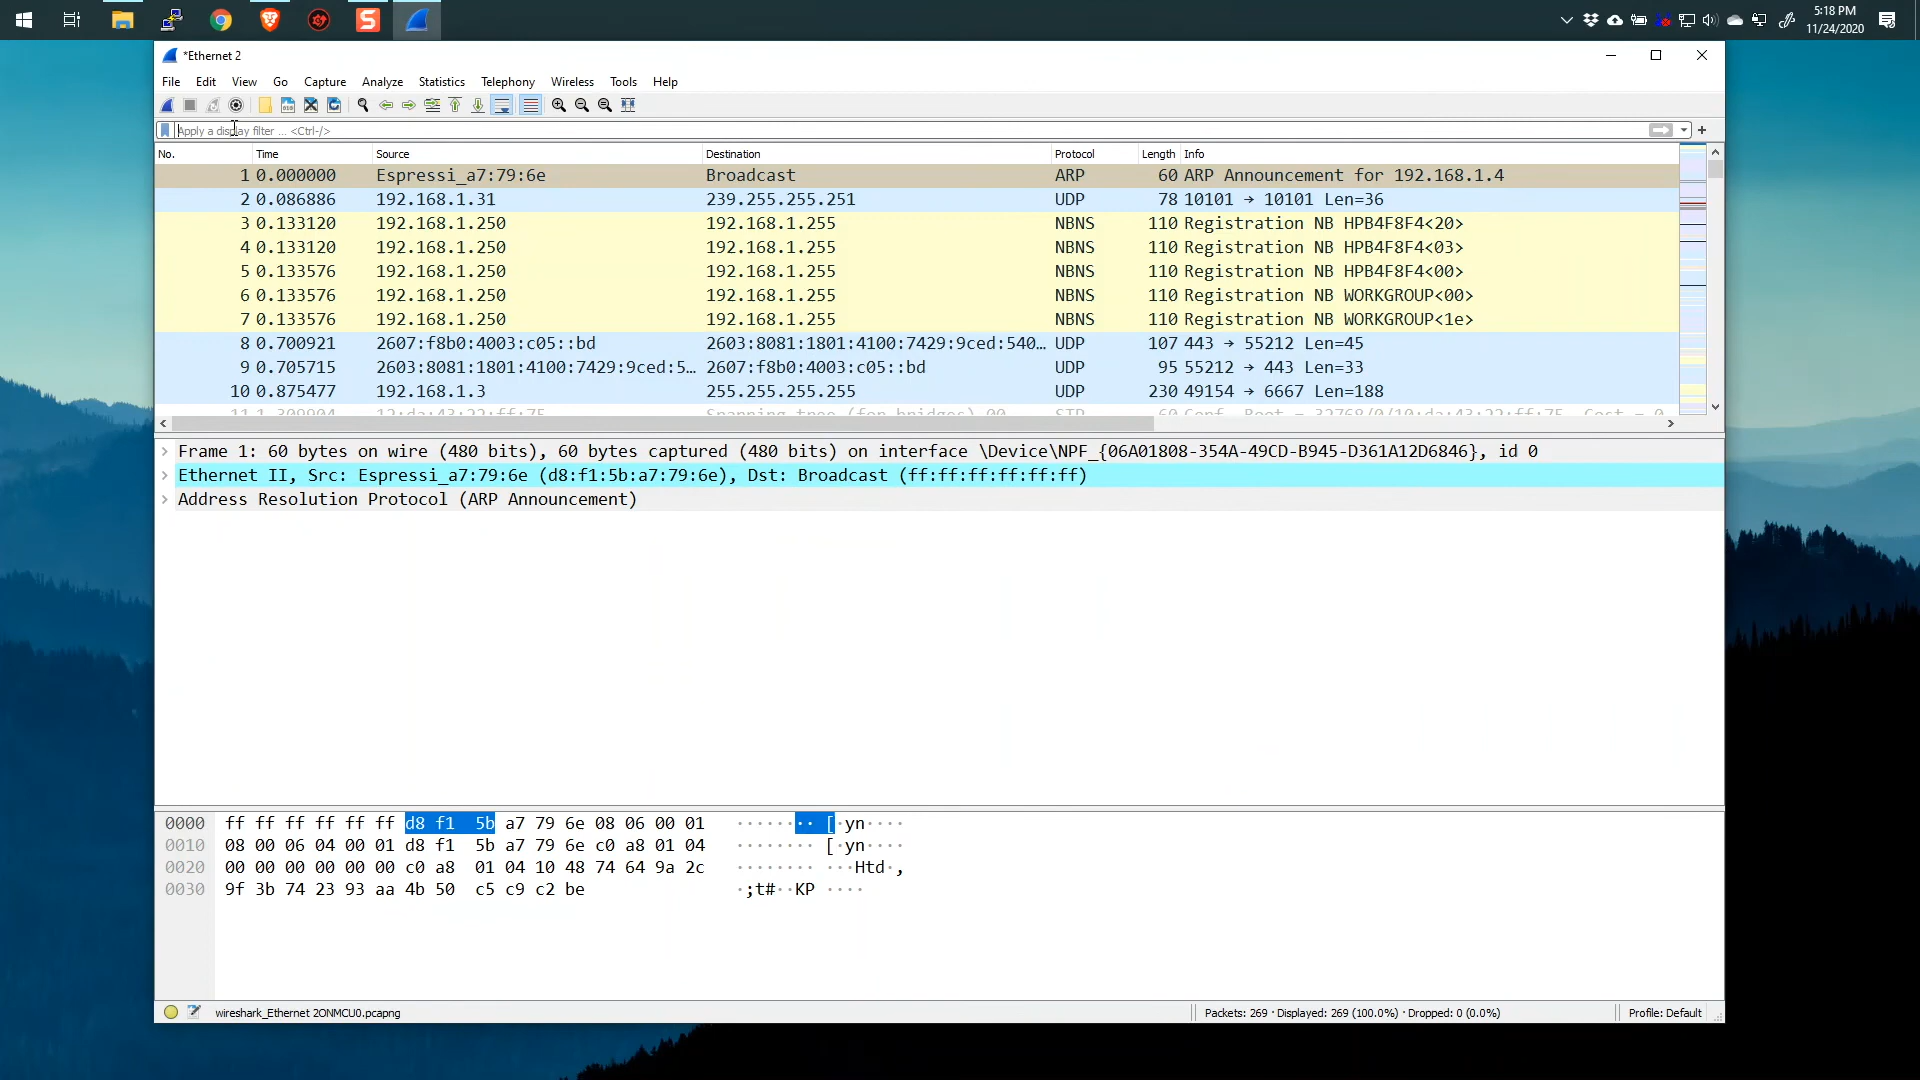 5:18 PM
11/24/2020
*Ethernet 2
File Edit View Go Capture Analyze Statistics Telephony Wireless Tools Help
Apply a display filter ... <Ctrl-/>
No. Time Source Destination Protocol Length Info
1 0.000000 Espressi_a7:79:6e Broadcast ARP 60 ARP Announcement for 192.168.1.4
2 0.086886 192.168.1.31 239.255.255.251 UDP 78 10101 → 10101 Len=36
3 0.133120 192.168.1.250 192.168.1.255 NBNS 110 Registration NB HPB4F8F4<20>
4 0.133120 192.168.1.250 192.168.1.255 NBNS 110 Registration NB HPB4F8F4<03>
5 0.133576 192.168.1.250 192.168.1.255 NBNS 110 Registration NB HPB4F8F4<00>
6 0.133576 192.168.1.250 192.168.1.255 NBNS 110 Registration NB WORKGROUP<00>
7 0.133576 192.168.1.250 192.168.1.255 NBNS 110 Registration NB WORKGROUP<1e>
8 0.700921 2607:f8b0:4003:c05::bd 2603:8081:1801:4100:7429:9ced:540... UDP 107 443 → 55212 Len=45
9 0.705715 2603:8081:1801:4100:7429:9ced:5... 2607:f8b0:4003:c05::bd UDP 95 55212 → 443 Len=33
10 0.875477 192.168.1.3 255.255.255.255 UDP 230 49154 → 6667 Len=188
Frame 1: 60 bytes on wire (480 bits), 60 bytes captured (480 bits) on interface \Device\NPF_{06A01808-354A-49CD-B945-D361A12D6846}, id 0
Ethernet II, Src: Espressi_a7:79:6e (d8:f1:5b:a7:79:6e), Dst: Broadcast (ff:ff:ff:ff:ff:ff)
Address Resolution Protocol (ARP Announcement)
0000 ff ff ff ff ff ff d8 f1 5b a7 79 6e 08 06 00 01 ········ [·yn····
0010 08 00 06 04 00 01 d8 f1 5b a7 79 6e c0 a8 01 04 ········ [·yn····
0020 00 00 00 00 00 00 c0 a8 01 04 10 48 74 64 9a 2c ········ ···Htd·,
0030 9f 3b 74 23 93 aa 4b 50 c5 c9 c2 be ·;t#··KP ····
wireshark_Ethernet 2ONMCU0.pcapng
Packets: 269 · Displayed: 269 (100.0%) · Dropped: 0 (0.0%)
Profile: Default